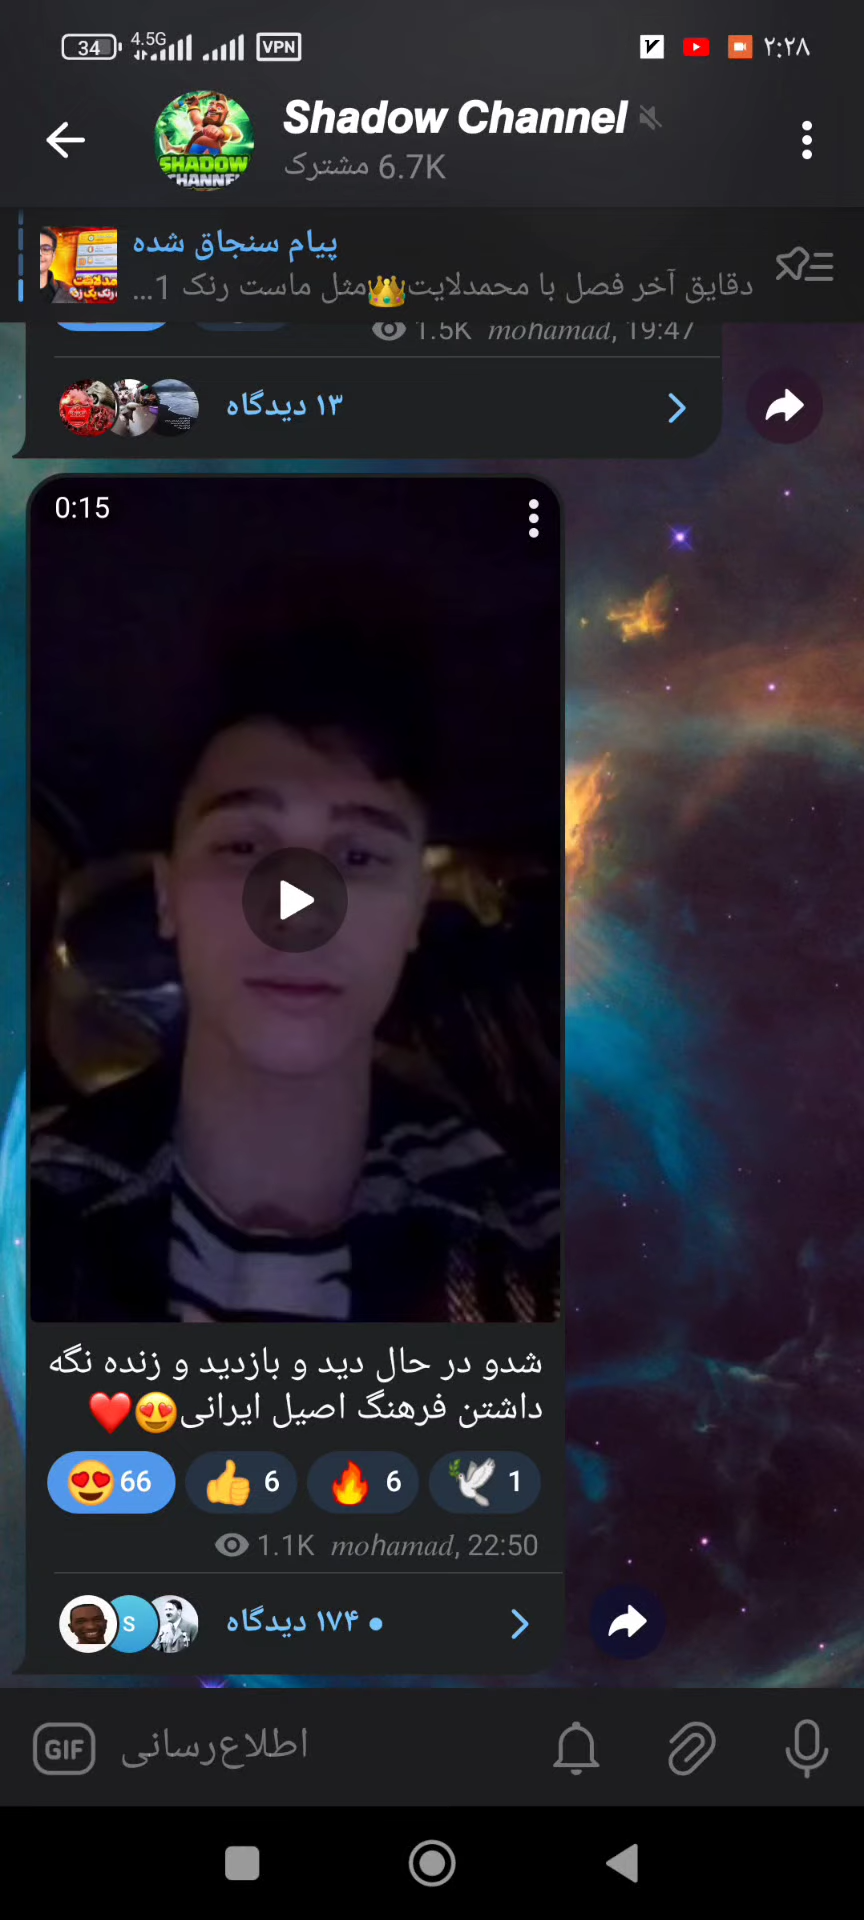 34
4.5G
VPN
۲:۲۸
Shadow Channel
6.7K مشترک
SHADOW
CHANNEL
پیام سنجاق شده
دقایق آخر فصل با محمدلایت👑مثل ماست رنک 1...
1.5K mohamad, 19:47
۱۳ دیدگاه
0:15
شدو در حال دید و بازدید و زنده نگه
داشتن فرهنگ اصیل ایرانی😍❤️
😍 66 👍 6 🔥 6 🕊 1
1.1K mohamad, 22:50
S
۱۷۴ دیدگاه
GIF
اطلاع‌رسانی